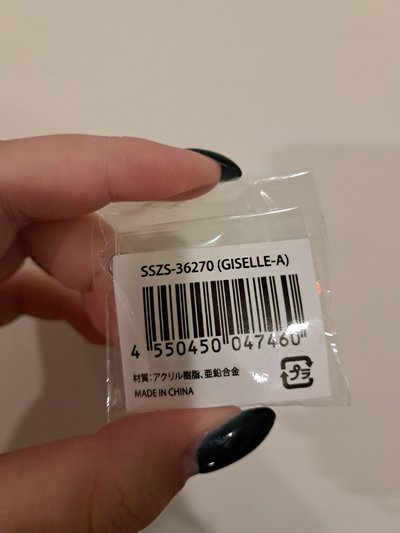 SSZS-36270 (GISELLE-A)
4 550450 047460
材質:アクリル樹脂、亜鉛合金
プラ
MADE IN CHINA